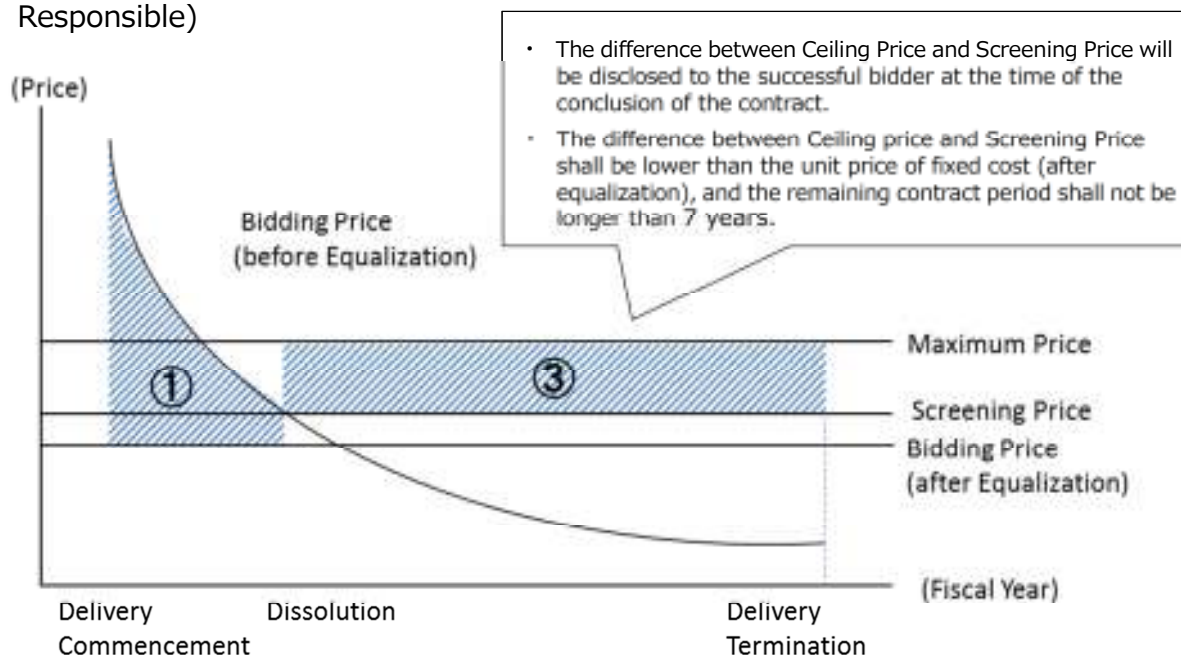 Responsible)
・ The difference between Ceiling Price and Screening Price will
be disclosed to the successful bidder at the time of the
conclusion of the contract.
・ The difference between Ceiling price and Screening Price
shall be lower than the unit price of fixed cost (after
equalization), and the remaining contract period shall not be
longer than 7 years.
(Price)
Bidding Price
(before Equalization)
① ③
Maximum Price
Screening Price
Bidding Price
(after Equalization)
(Fiscal Year)
Delivery
Commencement
Dissolution
Delivery
Termination